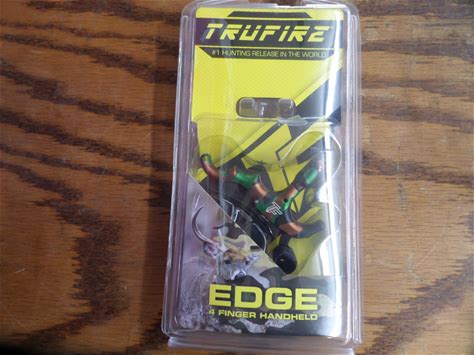 TRUFIRE
#1 HUNTING RELEASE IN THE WORLD
EDGE
4 FINGER HANDHELD